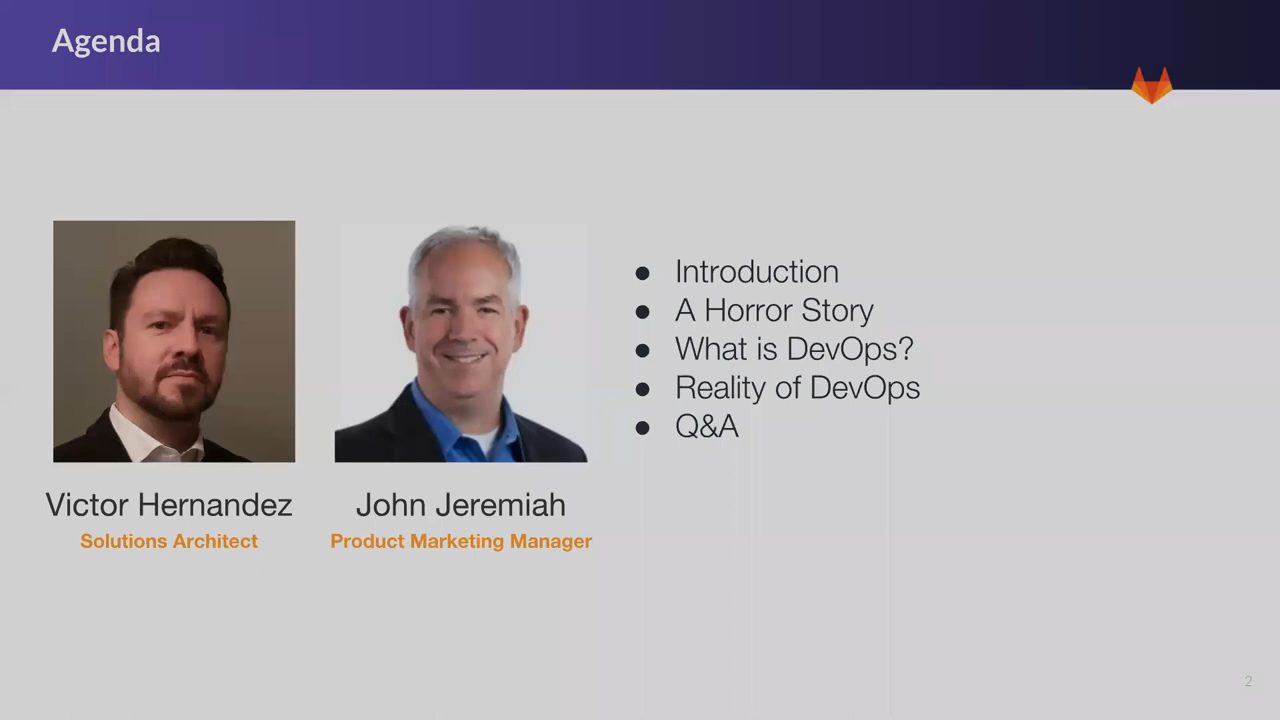 Agenda
Victor Hernandez
Solutions Architect
John Jeremiah
Product Marketing Manager
● Introduction
● A Horror Story
● What is DevOps?
● Reality of DevOps
● Q&A
2